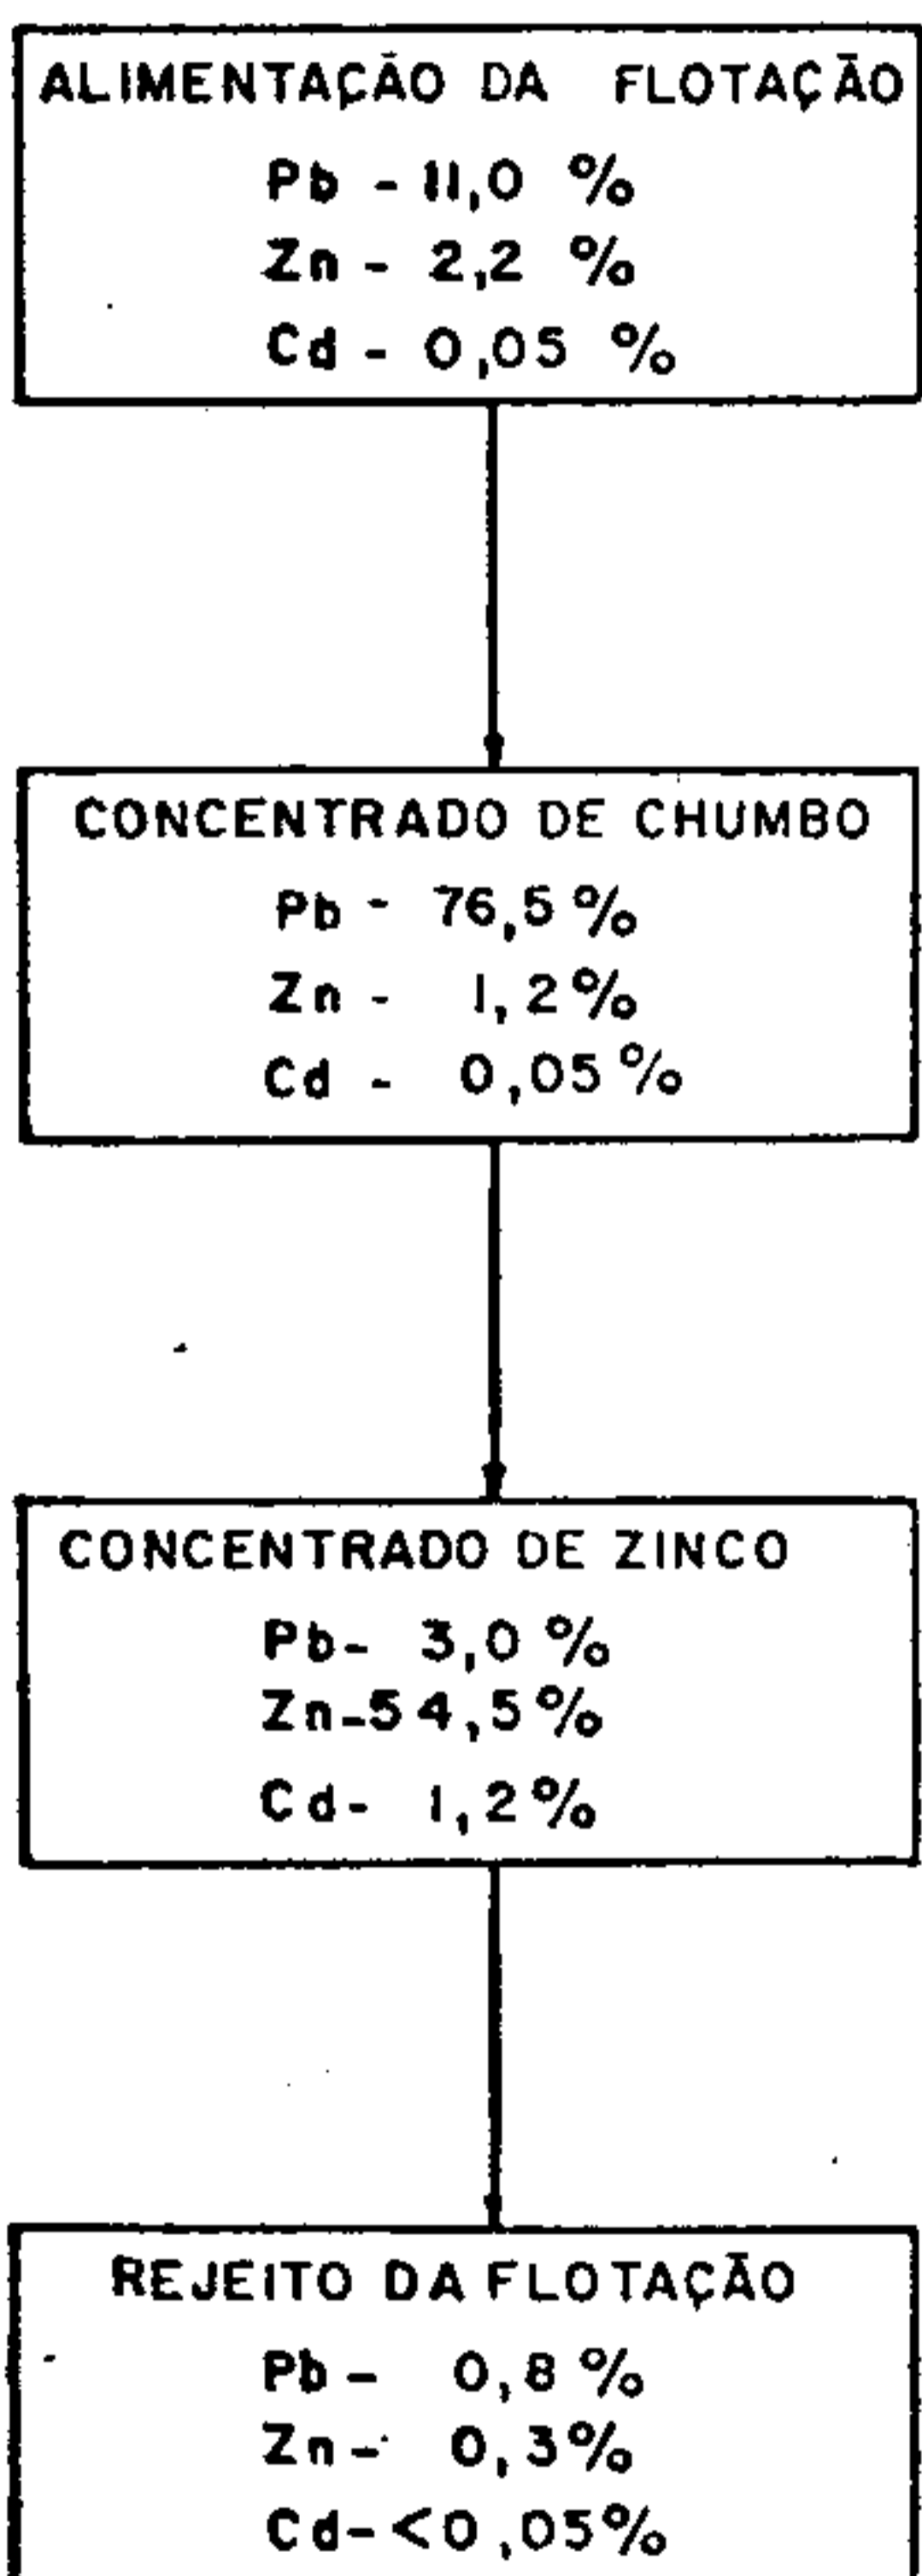 ALIMENTAÇÃO DA FLOTAÇÃO
Pb - 11,0 %
Zn - 2,2 %
Cd - 0,05 %
CONCENTRADO DE CHUMBO
Pb - 76,5%
Zn - 1,2%
Cd - 0,05%
CONCENTRADO DE ZINCO
Pb- 3,0 %
Zn-54,5%
Cd- 1,2%
REJEITO DA FLOTAÇÃO
Pb - 0,8 %
Zn - 0,3%
Cd-<0,05%